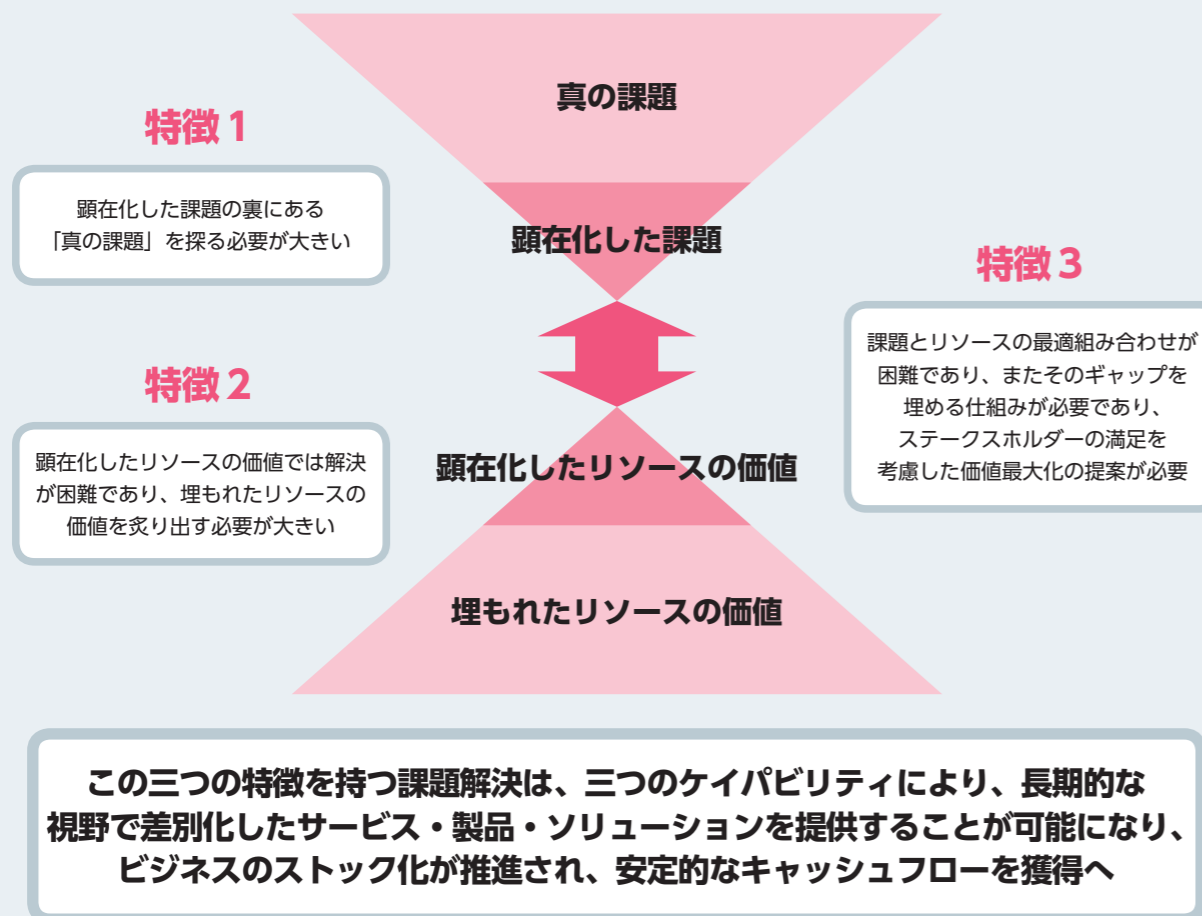 真の課題
特徴1
顕在化した課題の裏にある
「真の課題」を探る必要が大きい
顕在化した課題
特徴3
課題とリソースの最適組み合わせが
困難であり、またそのギャップを
埋める仕組みが必要であり、
ステークスホルダーの満足を
考慮した価値最大化の提案が必要
特徴2
顕在化したリソースの価値では解決
が困難であり、埋もれたリソースの
価値を炙り出す必要が大きい
顕在化したリソースの価値
埋もれたリソースの価値
この三つの特徴を持つ課題解決は、三つのケイパビリティにより、長期的な
視野で差別化したサービス・製品・ソリューションを提供することが可能になり、
ビジネスのストック化が推進され、安定的なキャッシュフローを獲得へ